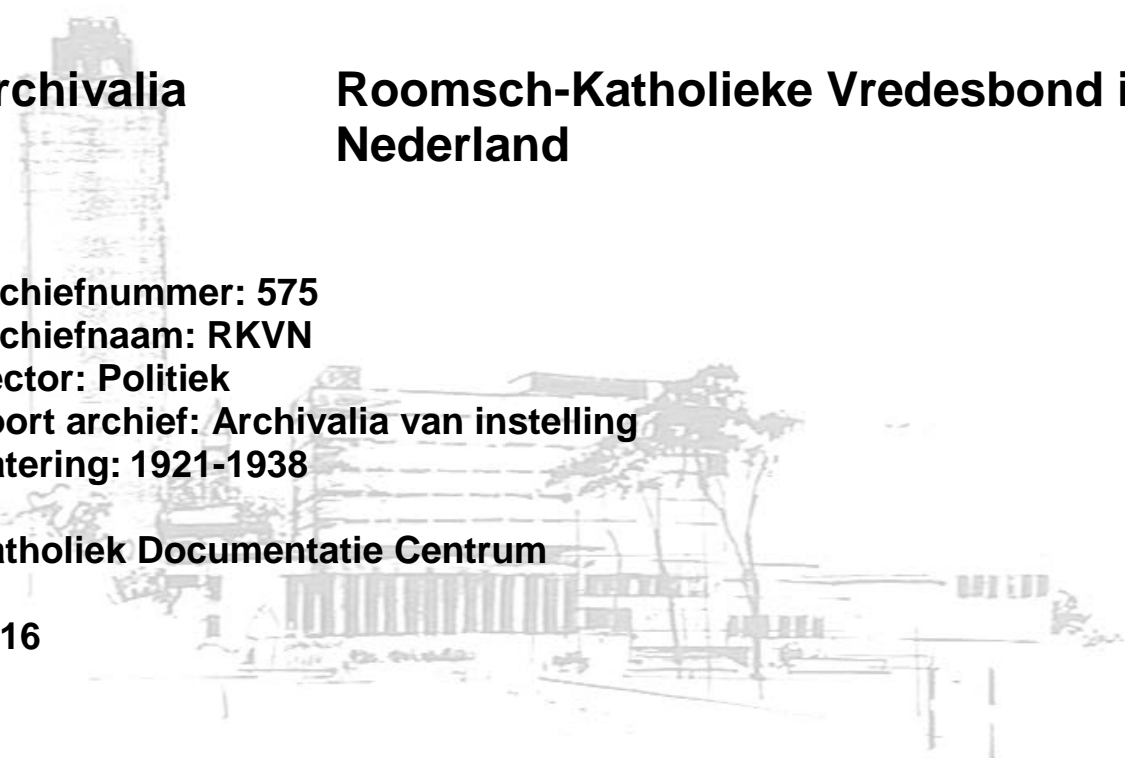 rchivalia Roomsch-Katholieke Vredesbond i
Nederland
chiefnummer: 575
chiefnaam: RKVN
ector: Politiek
oort archief: Archivalia van instelling
atering: 1921-1938
atholiek Documentatie Centrum
16